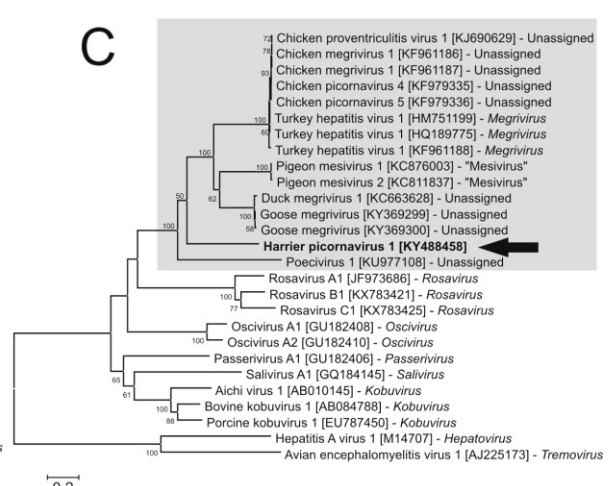 C
72
Chicken proventriculitis virus 1 [KJ690629] - Unassigned
78
Chicken megrivirus 1 [KF961186] - Unassigned
Chicken megrivirus 1 [KF961187] - Unassigned
93
Chicken picornavirus 4 [KF979335] - Unassigned
Chicken picornavirus 5 [KF979336] - Unassigned
100
Turkey hepatitis virus 1 [HM751199] - Megrivirus
60
Turkey hepatitis virus 1 [HQ189775] - Megrivirus
Turkey hepatitis virus 1 [KF961188] - Megrivirus
100
100
Pigeon mesivirus 1 [KC876003] - "Mesivirus"
Pigeon mesivirus 2 [KC811837] - "Mesivirus"
50
62
Duck megrivirus 1 [KC663628] - Unassigned
100
Goose megrivirus [KY369299] - Unassigned
100
58
Goose megrivirus [KY369300] - Unassigned
Harrier picornavirus 1 [KY488458]
Poecivirus 1 [KU977108] - Unassigned
Rosavirus A1 [JF973686] - Rosavirus
100
Rosavirus B1 [KX783421] - Rosavirus
77
Rosavirus C1 [KX783425] - Rosavirus
Oscivirus A1 [GU182408] - Oscivirus
100
Oscivirus A2 [GU182410] - Oscivirus
Passerivirus A1 [GU182406] - Passerivirus
65
Salivirus A1 [GQ184145] - Salivirus
61
Aichi virus 1 [AB010145] - Kobuvirus
100
Bovine kobuvirus 1 [AB084788] - Kobuvirus
88
Porcine kobuvirus 1 [EU787450] - Kobuvirus
Hepatitis A virus 1 [M14707] - Hepatovirus
100
Avian encephalomyelitis virus 1 [AJ225173] - Tremovirus